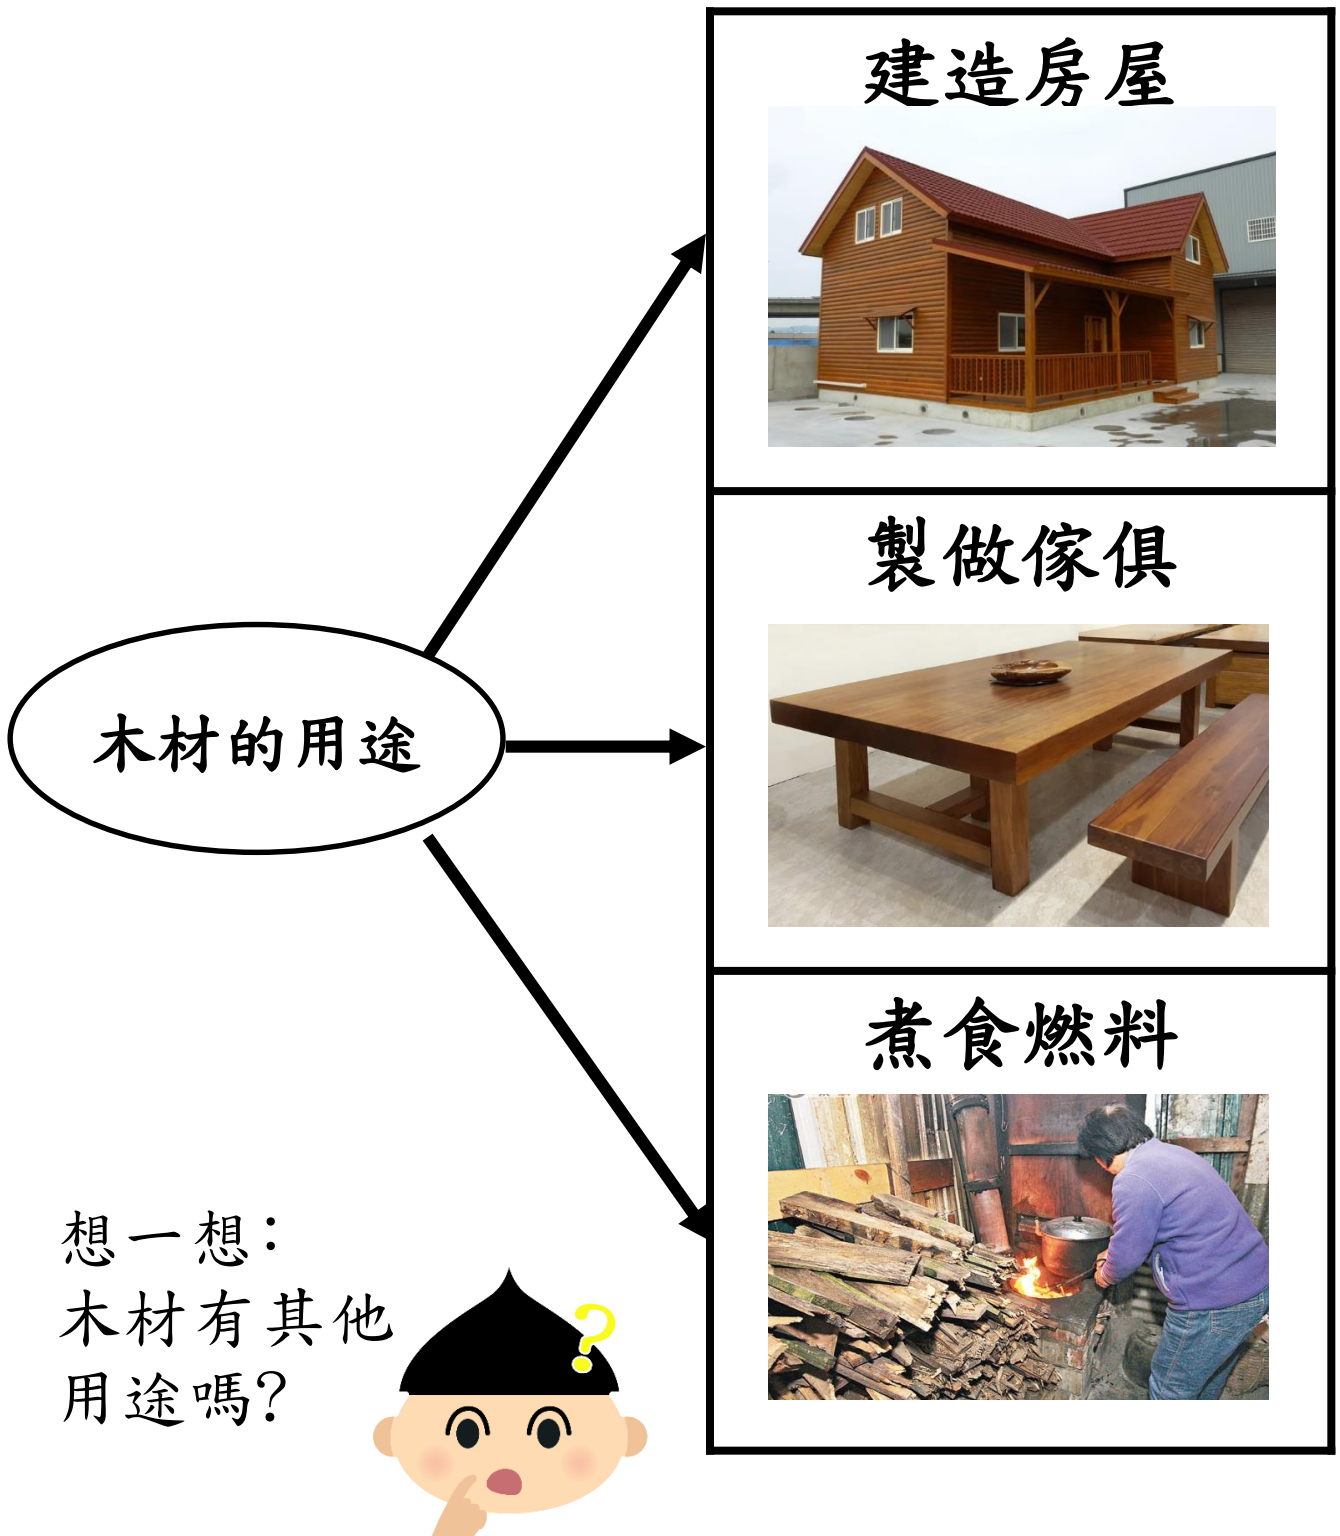 建造房屋
製做傢俱
木材的用途
煮食燃料
想一想：
木材有其他
用途嗎？
?